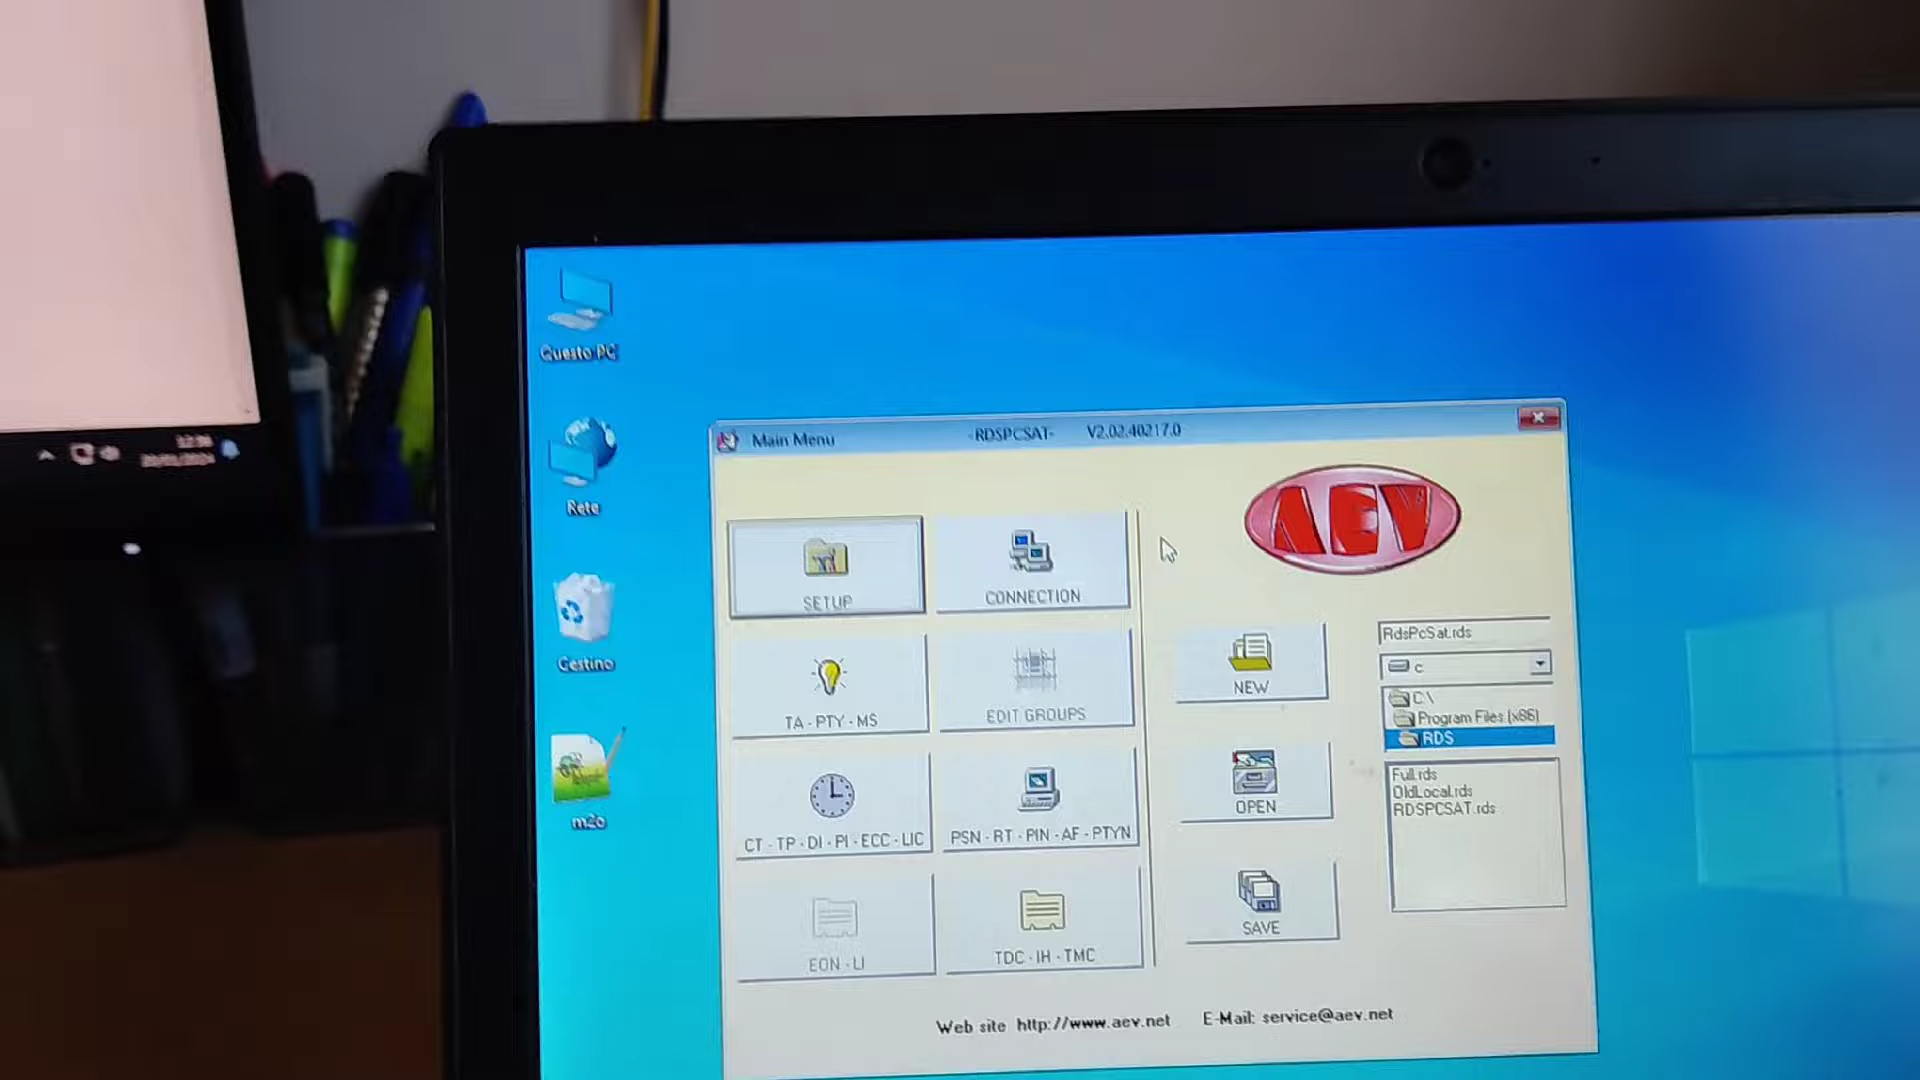 Questo PC
Rete
Cestino
m2o
Main Menu -RDSPCSAT- V2.02.40217.0
AEV
SETUP
CONNECTION
TA - PTY - MS
EDIT GROUPS
CT - TP - DI - PI - ECC - LIC
PSN - RT - PIN - AF - PTYN
EON - LI
TDC - IH - TMC
NEW
OPEN
SAVE
RdsPcSat.rds
c
C:\
Program Files (x86)
RDS
Full.rds
OldLocal.rds
RDSPCSAT.rds
Web site http://www.aev.net E-Mail: service@aev.net